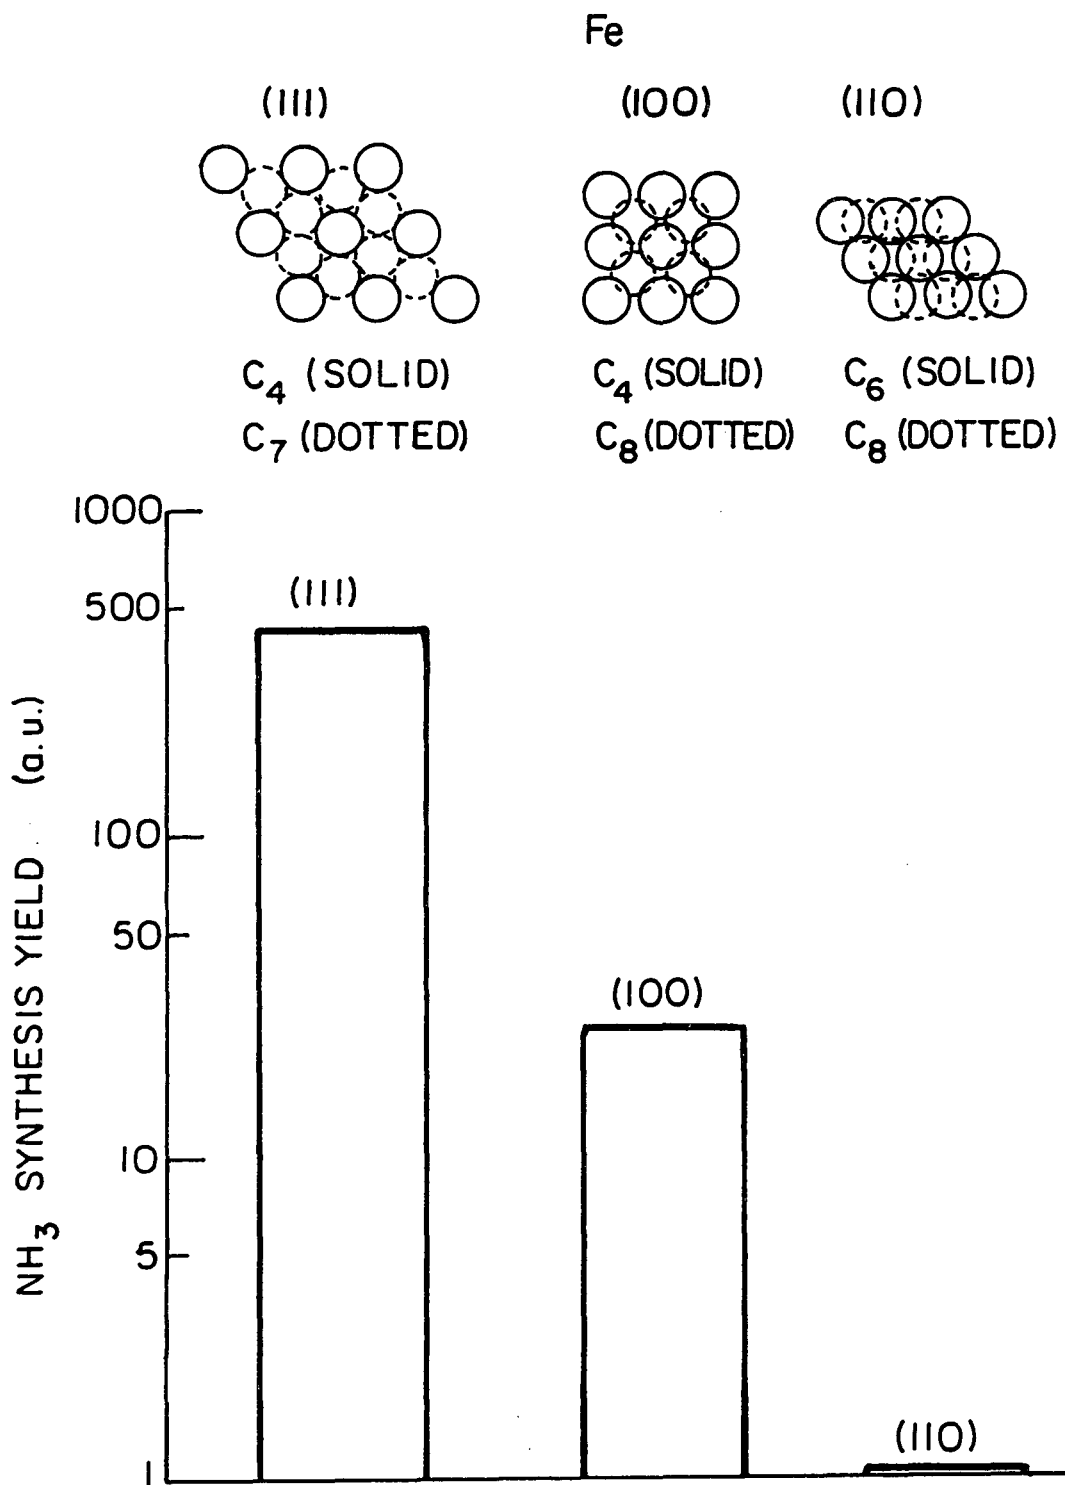 Fe
(111) (100) (110)
C₄ (SOLID) C₄ (SOLID) C₆ (SOLID)
C₇ (DOTTED) C₈ (DOTTED) C₈ (DOTTED)
1000
(111)
500
100
50
(100)
10
5
(110)
1
NH₃ SYNTHESIS YIELD (a.u.)